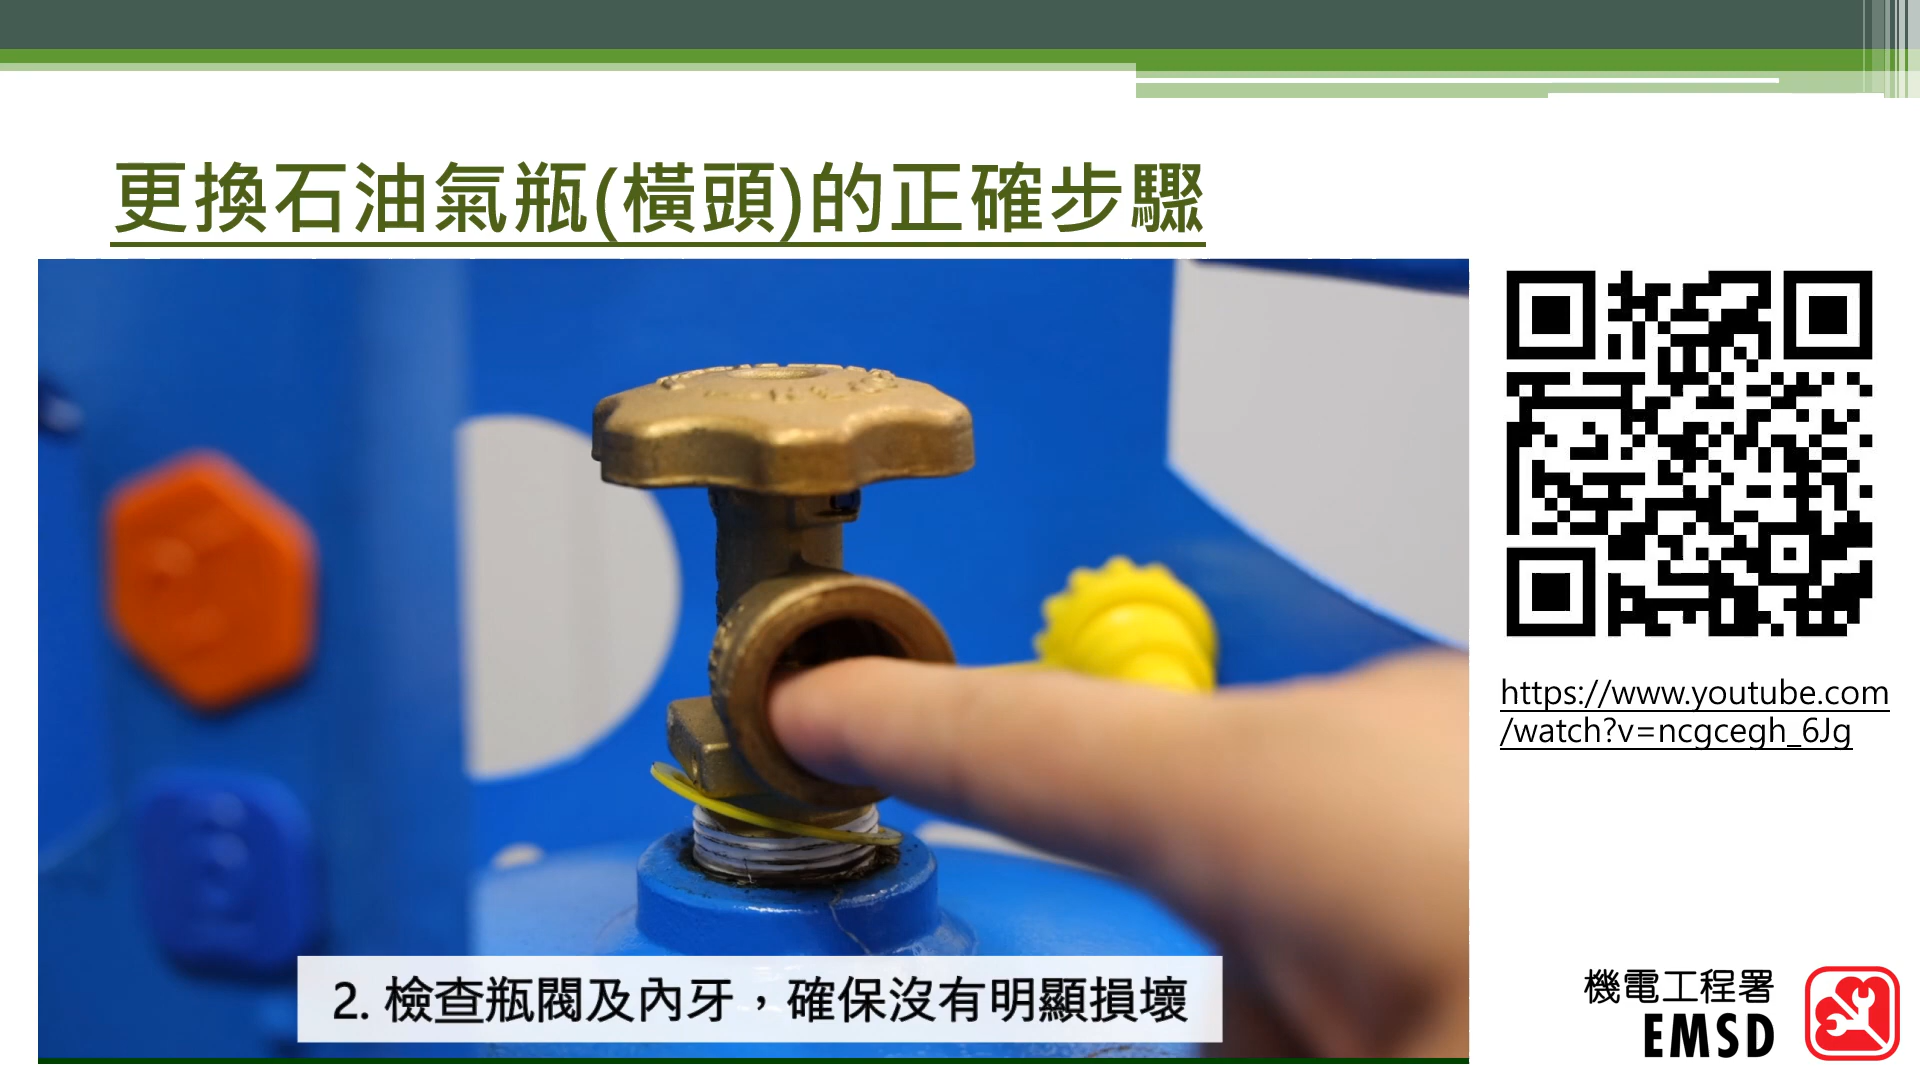 更換石油氣瓶(橫頭)的正確步驟
https://www.youtube.com
/watch?v=ncgcegh_6Jg
2. 檢查瓶閥及內牙，確保沒有明顯損壞
機電工程署
EMSD